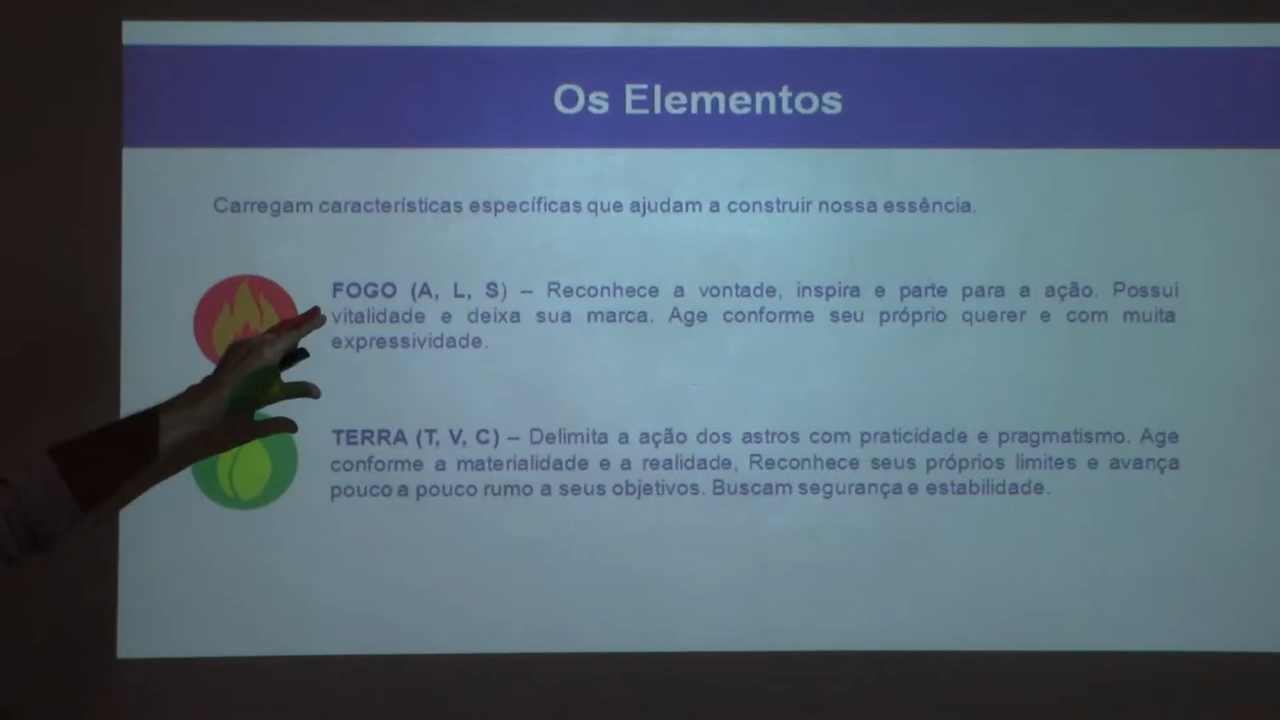 Os Elementos
Carregam características específicas que ajudam a construir nossa essência.
FOGO (A, L, S) – Reconhece a vontade, inspira e parte para a ação. Possui
vitalidade e deixa sua marca. Age conforme seu próprio querer e com muita
expressividade.
TERRA (T, V, C) – Delimita a ação dos astros com praticidade e pragmatismo. Age
conforme a materialidade e a realidade, Reconhece seus próprios limites e avança
pouco a pouco rumo a seus objetivos. Buscam segurança e estabilidade.